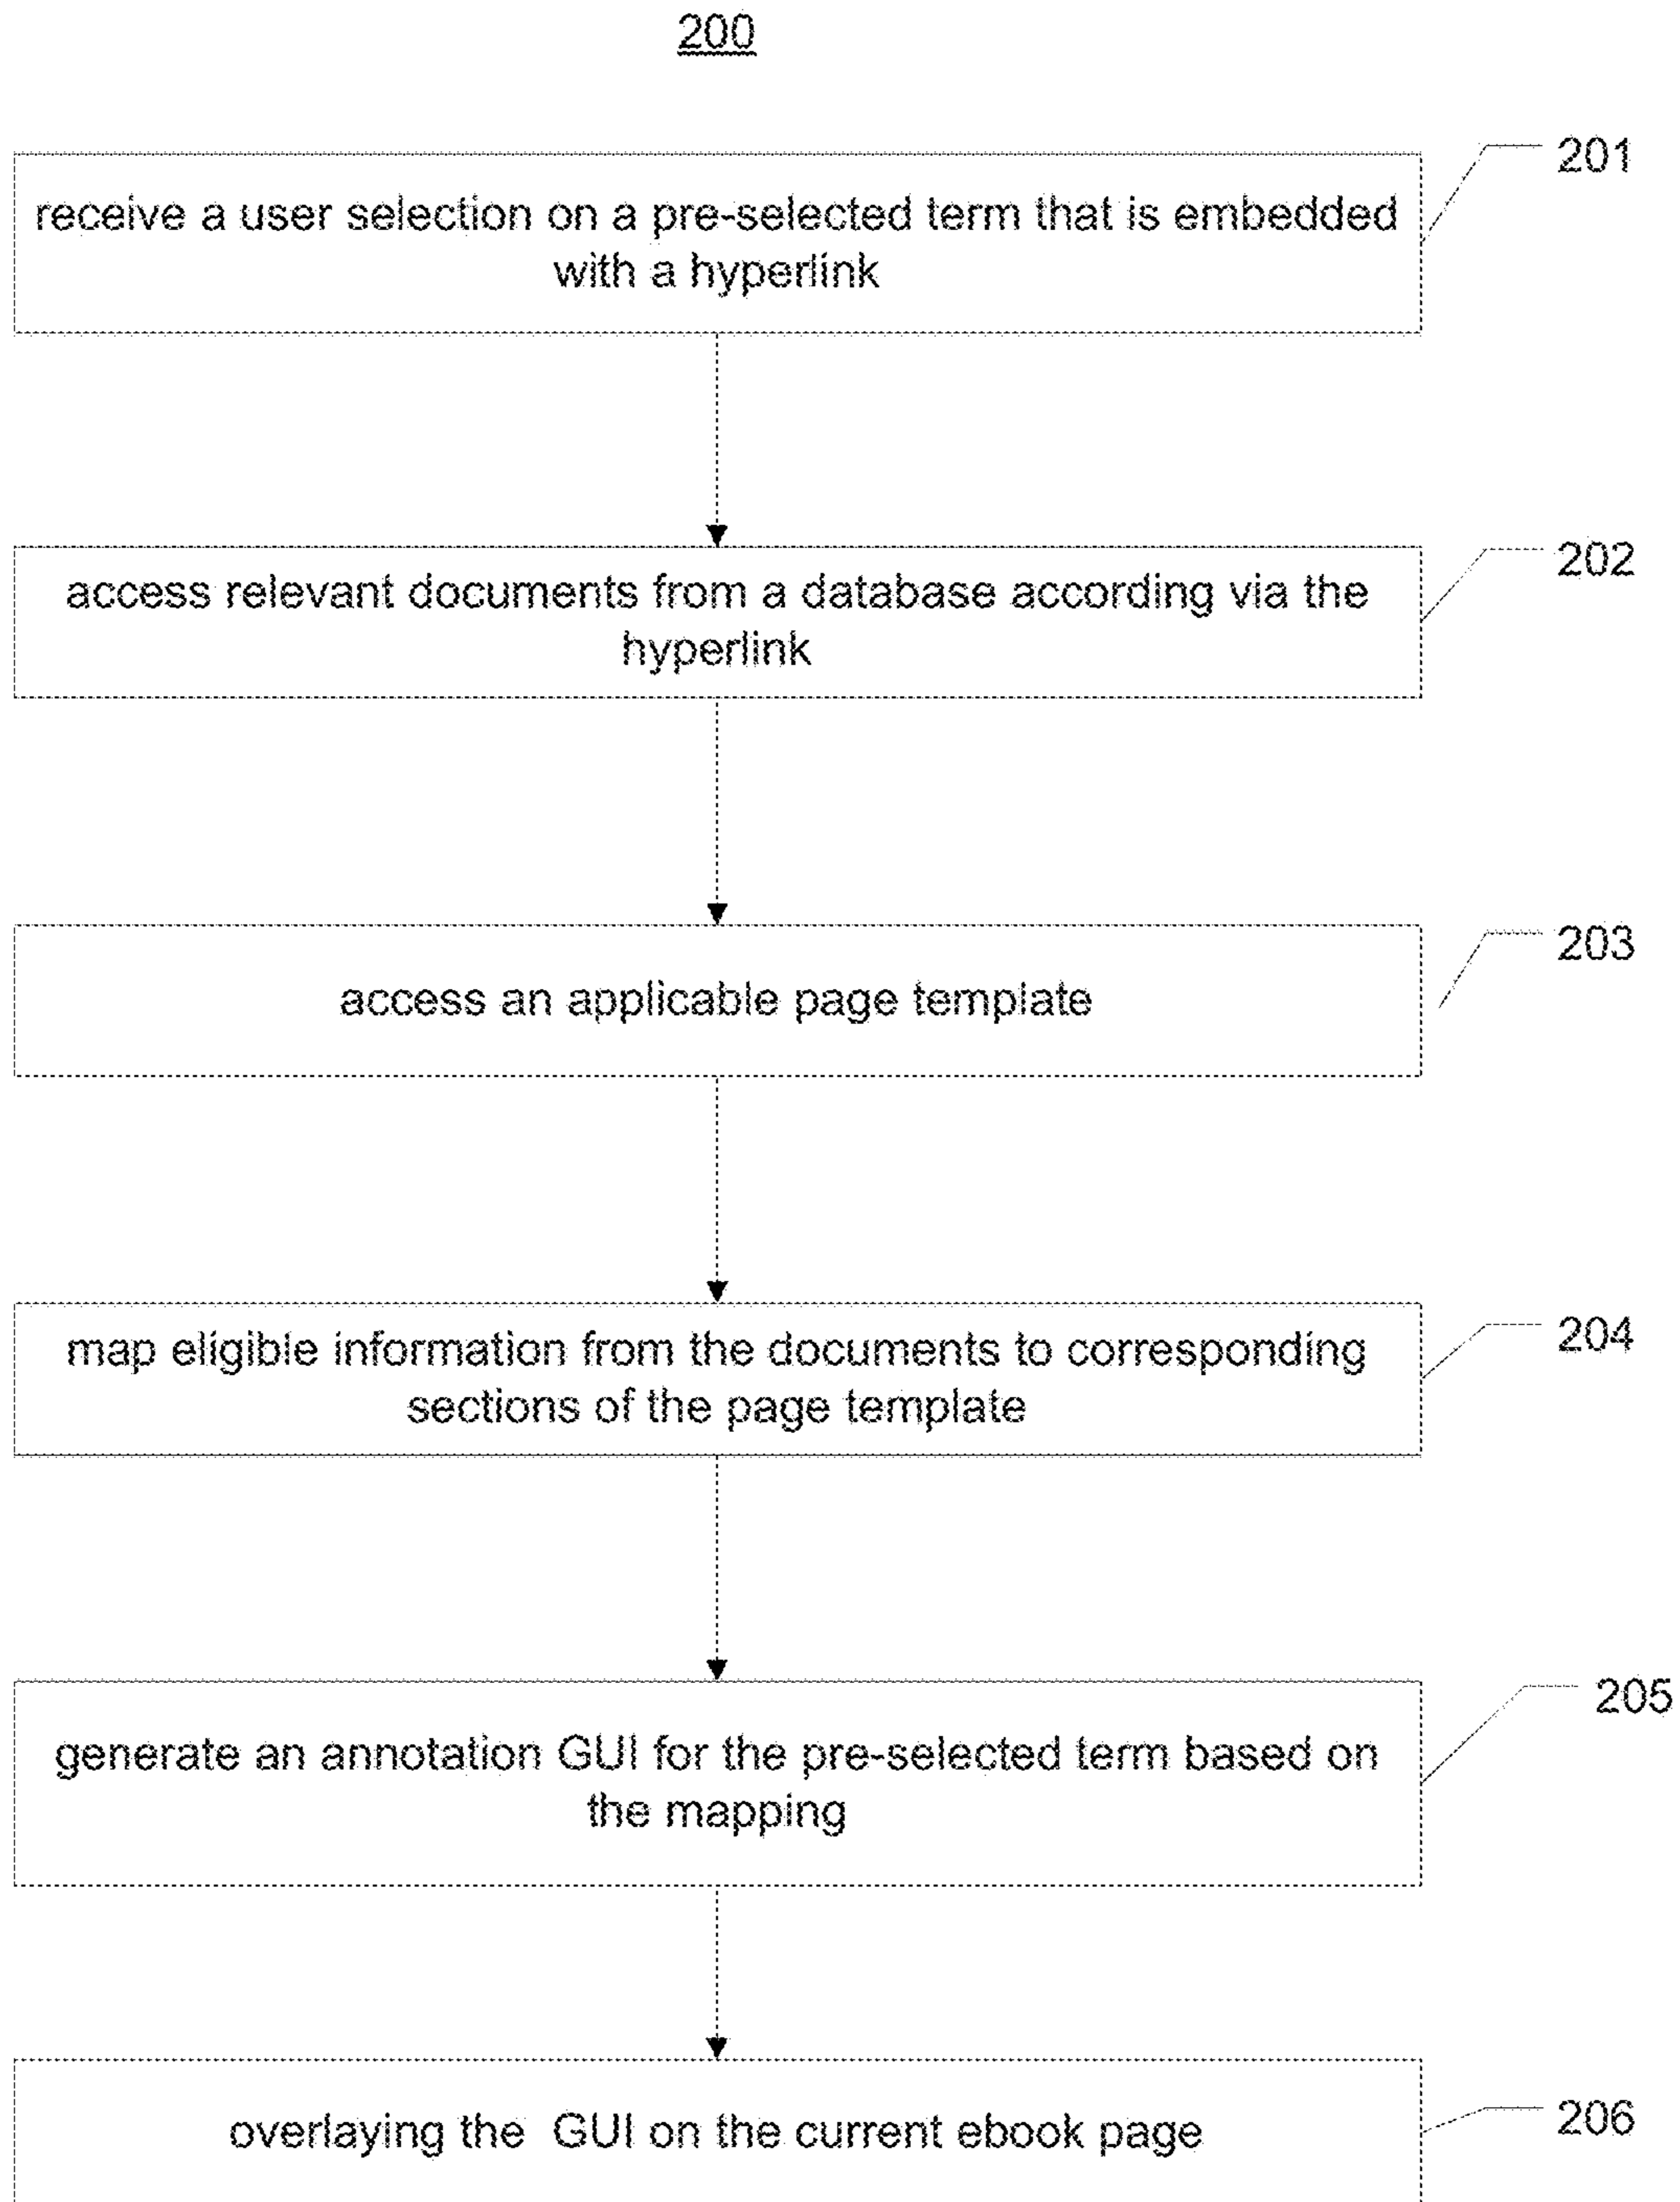 200
201
receive a user selection on a pre-selected term that is embedded
with a hyperlink
202
access relevant documents from a database according via the
hyperlink
203
access an applicable page template
204
map eligible information from the documents to corresponding
sections of the page template
205
generate an annotation GUI for the pre-selected term based on
the mapping
206
overlaying the GUI on the current ebook page